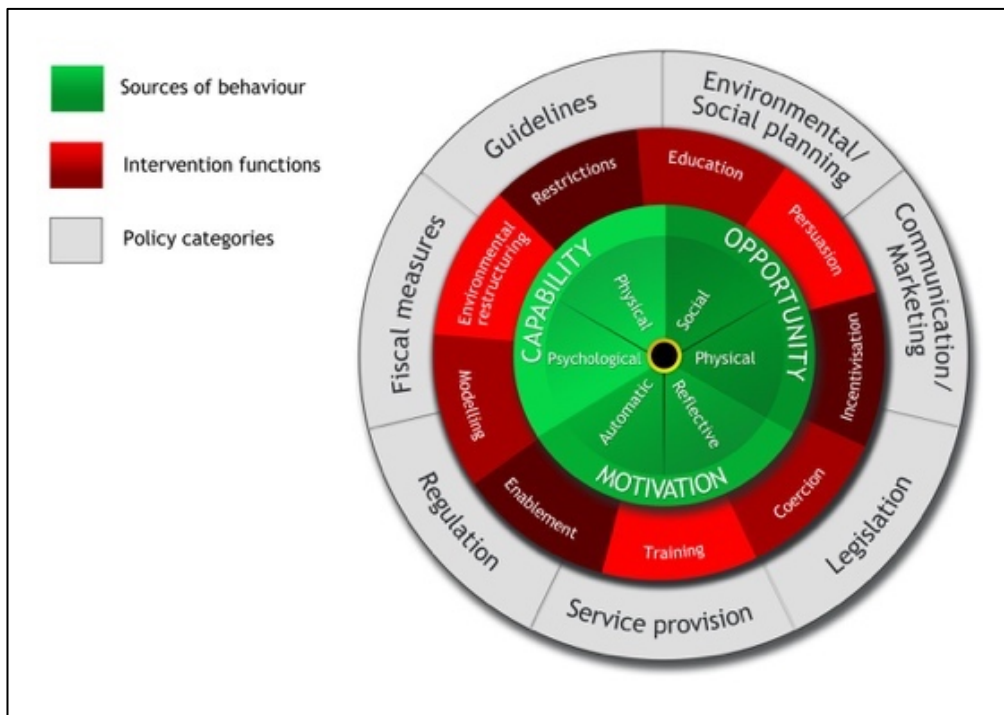 Sources of behaviour
Intervention functions
Policy categories
Guidelines
Environmental/
Social planning
Communication/
Marketing
Legislation
Service provision
Regulation
Fiscal measures
Restrictions
Education
Persuasion
Incentivisation
Coercion
Training
Enablement
Modelling
Environmental
restructuring
CAPABILITY
OPPORTUNITY
MOTIVATION
Physical
Social
Psychological
Physical
Automatic
Reflective